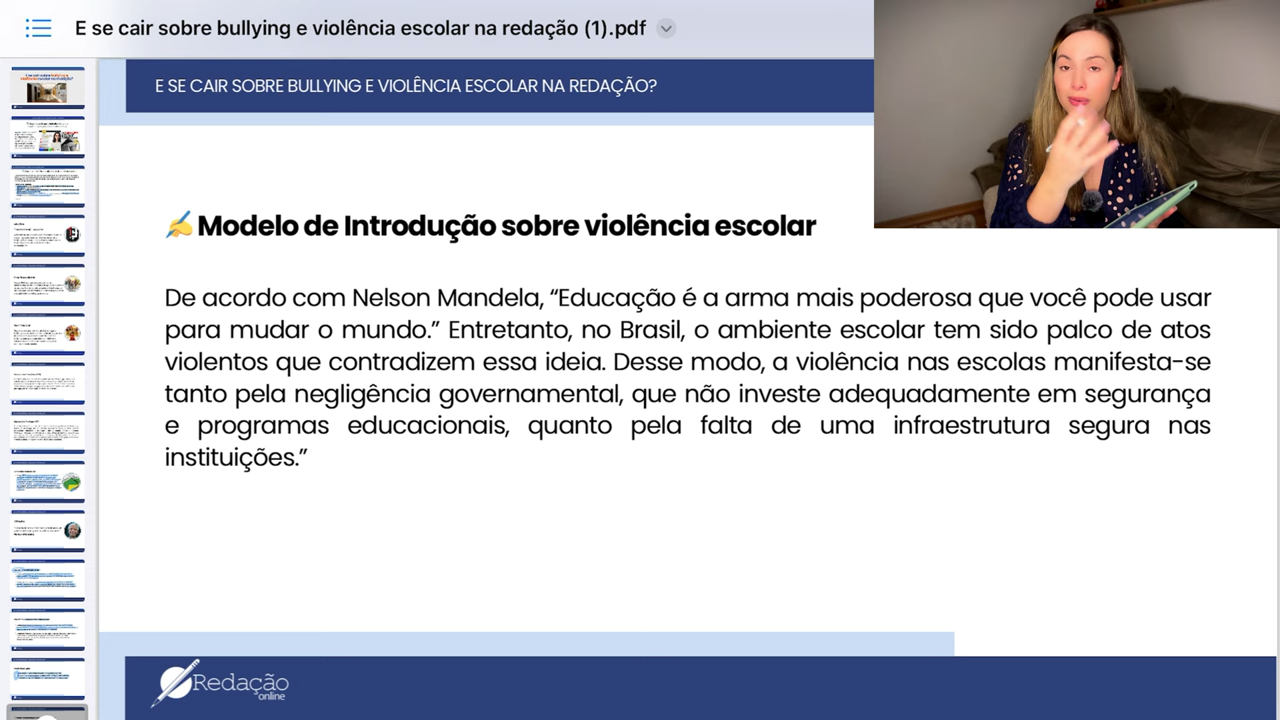 E se cair sobre bullying e violência escolar na redação (1).pdf
E SE CAIR SOBRE BULLYING E VIOLÊNCIA ESCOLAR NA REDAÇÃO?
Modelo de Introdução sobre violência escolar
De acordo com Nelson Mandela, “Educação é a arma mais poderosa que você pode usar
para mudar o mundo.” Entretanto, no Brasil, o ambiente escolar tem sido palco de atos
violentos que contradizem essa ideia. Desse modo, a violência nas escolas manifesta-se
tanto pela negligência governamental, que não investe adequadamente em segurança
e programas educacionais, quanto pela falta de uma infraestrutura segura nas
instituições.”
Redação
online